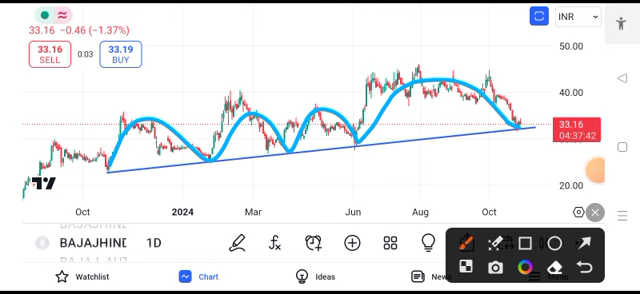 INR
33.16 −0.46 (−1.37%)
33.16
SELL
0.03
33.19
BUY
50.00
40.00
33.16
04:37:42
20.00
Oct
2024
Mar
Jun
Aug
Oct
BAJAJHIND
1D
Watchlist
Chart
Ideas
News